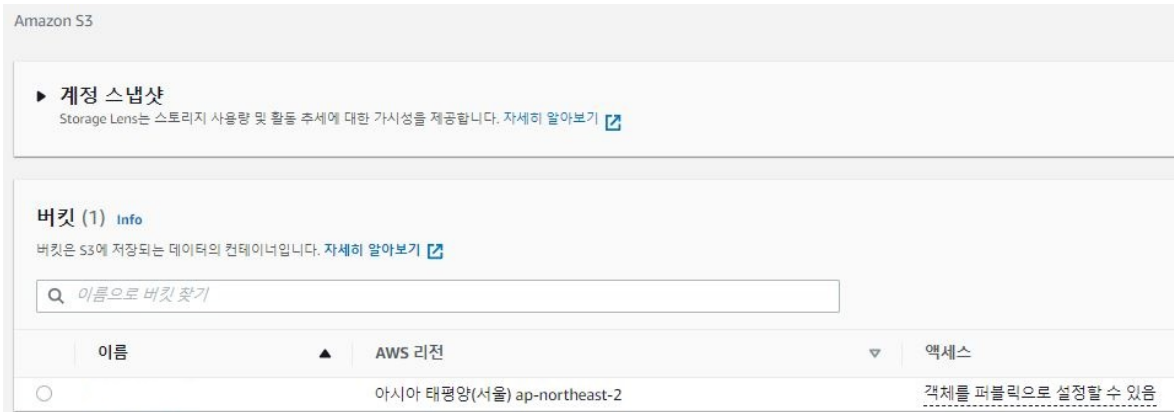 Amazon S3
계정 스냅샷
Storage Lens는 스토리지 사용량 및 활동 추세에 대한 가시성을 제공합니다. 자세히 알아보기
버킷 (1) Info
버킷은 S3에 저장되는 데이터의 컨테이너입니다. 자세히 알아보기
이름으로 버킷 찾기
이름 AWS 리전 액세스
아시아 태평양(서울) ap-northeast-2 객체를 퍼블릭으로 설정할 수 있음